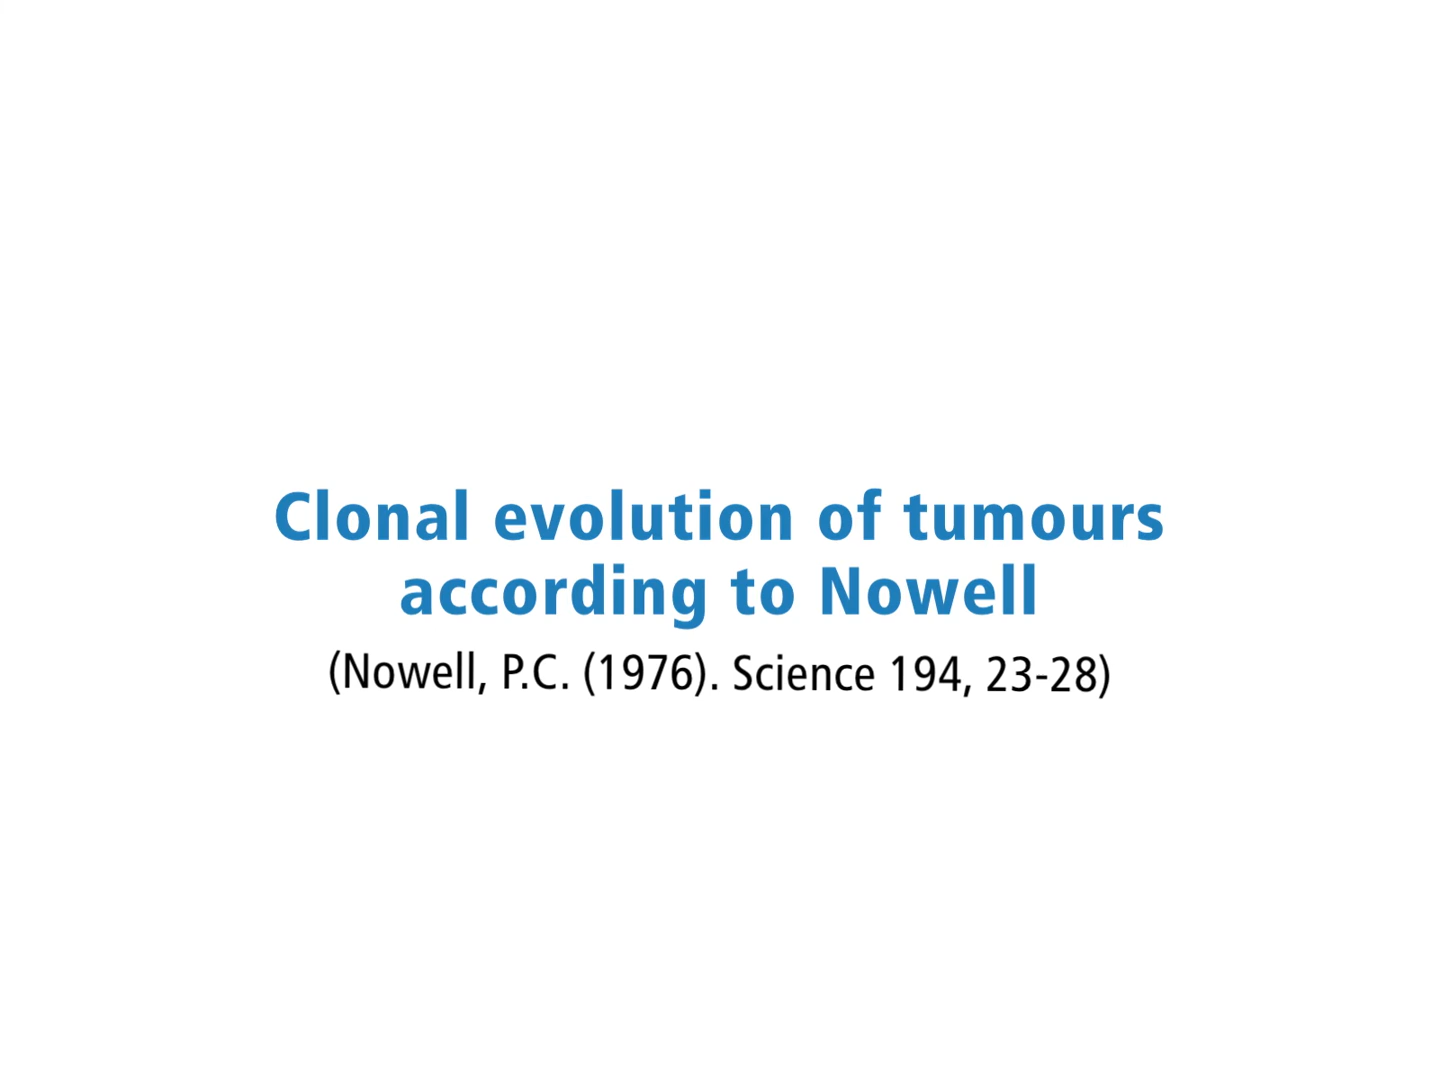 Clonal evolution of tumours
according to Nowell
(Nowell, P.C. (1976). Science 194, 23-28)